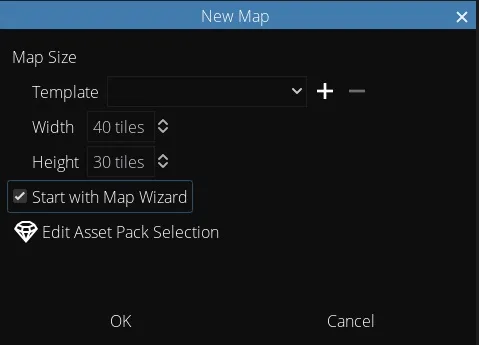 New Map
Map Size
Template
Width 40 tiles
Height 30 tiles
Start with Map Wizard
Edit Asset Pack Selection
OK Cancel